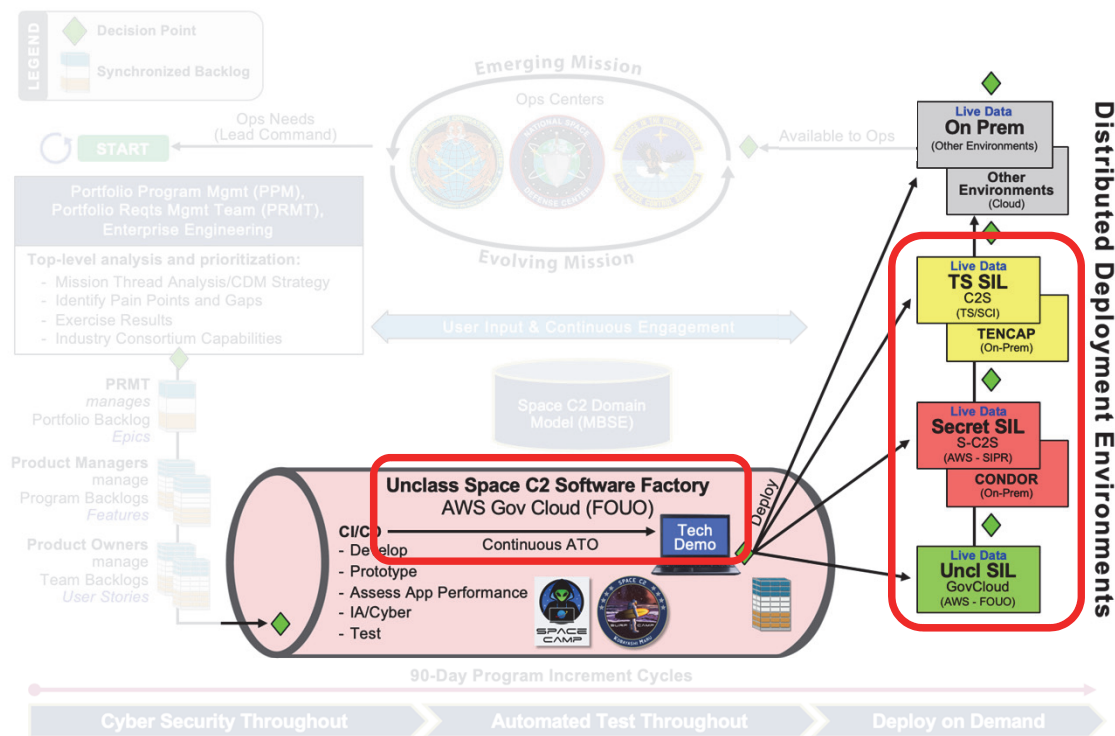 LEGEND
Decision Point
Synchronized Backlog
Emerging Mission
Ops Centers
NATIONAL SPACE
DEFENSE CENTER
Evolving Mission
Ops Needs
(Lead Command)
START
Available to Ops
Portfolio Program Mgmt (PPM),
Portfolio Reqts Mgmt Team (PRMT),
Enterprise Engineering
Top-level analysis and prioritization:
- Mission Thread Analysis/CDM Strategy
- Identify Pain Points and Gaps
- Exercise Results
- Industry Consortium Capabilities
User Input & Continuous Engagement
Space C2 Domain
Model (MBSE)
PRMT
manages
Portfolio Backlog
Epics
Product Managers
manage
Program Backlogs
Features
Product Owners
manage
Team Backlogs
User Stories
Unclass Space C2 Software Factory
AWS Gov Cloud (FOUO)
CI/CD
Continuous ATO
- Develop
- Prototype
- Assess App Performance
- IA/Cyber
- Test
Tech
Demo
Deploy
SPACE
CAMP
SPACE C2
KOBAYASHI MARU
Live Data
On Prem
(Other Environments)
Other
Environments
(Cloud)
Live Data
TS SIL
C2S
(TS/SCI)
TENCAP
(On-Prem)
Live Data
Secret SIL
S-C2S
(AWS - SIPR)
CONDOR
(On-Prem)
Live Data
Uncl SIL
GovCloud
(AWS - FOUO)
Distributed Deployment Environments
90-Day Program Increment Cycles
Cyber Security Throughout
Automated Test Throughout
Deploy on Demand